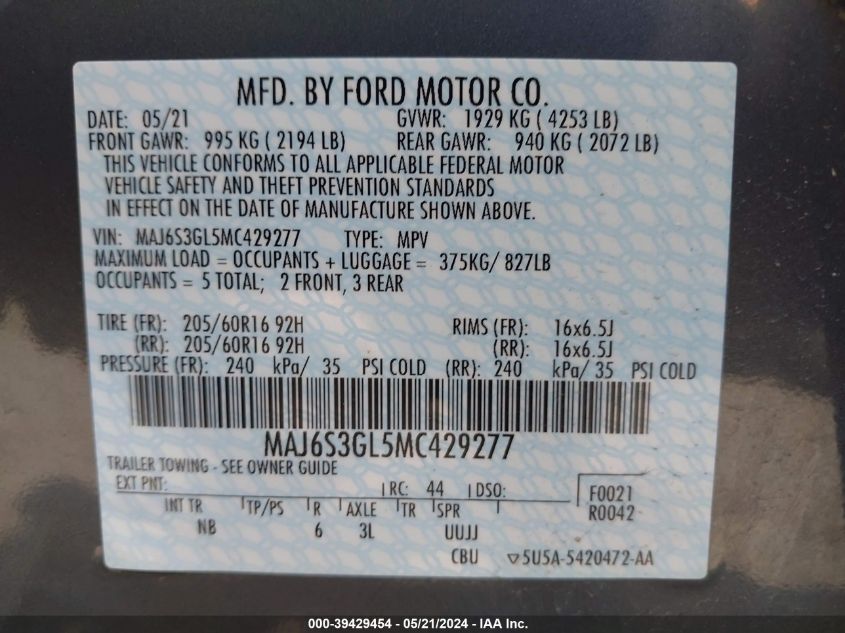 MFD. BY FORD MOTOR CO.
DATE: 05/21 GVWR: 1929 KG ( 4253 LB)
FRONT GAWR: 995 KG ( 2194 LB) REAR GAWR: 940 KG ( 2072 LB)
THIS VEHICLE CONFORMS TO ALL APPLICABLE FEDERAL MOTOR
VEHICLE SAFETY AND THEFT PREVENTION STANDARDS
IN EFFECT ON THE DATE OF MANUFACTURE SHOWN ABOVE.
VIN: MAJ6S3GL5MC429277 TYPE: MPV
MAXIMUM LOAD = OCCUPANTS + LUGGAGE = 375KG/ 827LB
OCCUPANTS = 5 TOTAL; 2 FRONT, 3 REAR
TIRE (FR): 205/60R16 92H RIMS (FR): 16x6.5J
(RR): 205/60R16 92H (RR): 16x6.5J
PRESSURE (FR): 240 kPa/ 35 PSI COLD (RR): 240 kPa/ 35 PSI COLD
MAJ6S3GL5MC429277
TRAILER TOWING - SEE OWNER GUIDE
EXT PNT: RC: 44 DSO: F0021
INT TR TP/PS R AXLE TR SPR R0042
NB 6 3L UUJJ
CBU ▽5U5A-5420472-AA
000-39429454 - 05/21/2024 - IAA Inc.